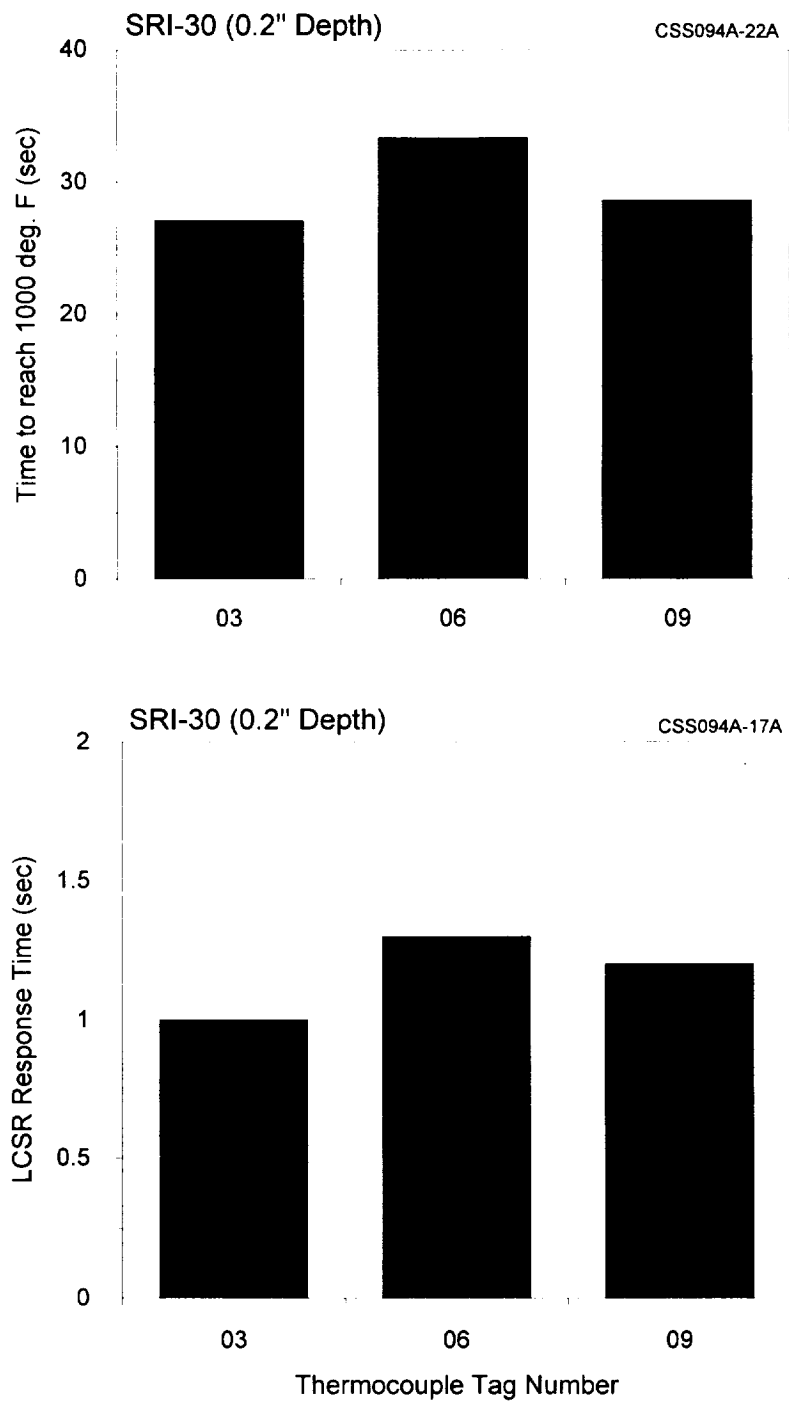 SRI-30 (0.2" Depth) CSS094A-22A
Time to reach 1000 deg. F (sec)
40
30
20
10
0
03 06 09
SRI-30 (0.2" Depth) CSS094A-17A
LCSR Response Time (sec)
2
1.5
1
0.5
0
03 06 09
Thermocouple Tag Number